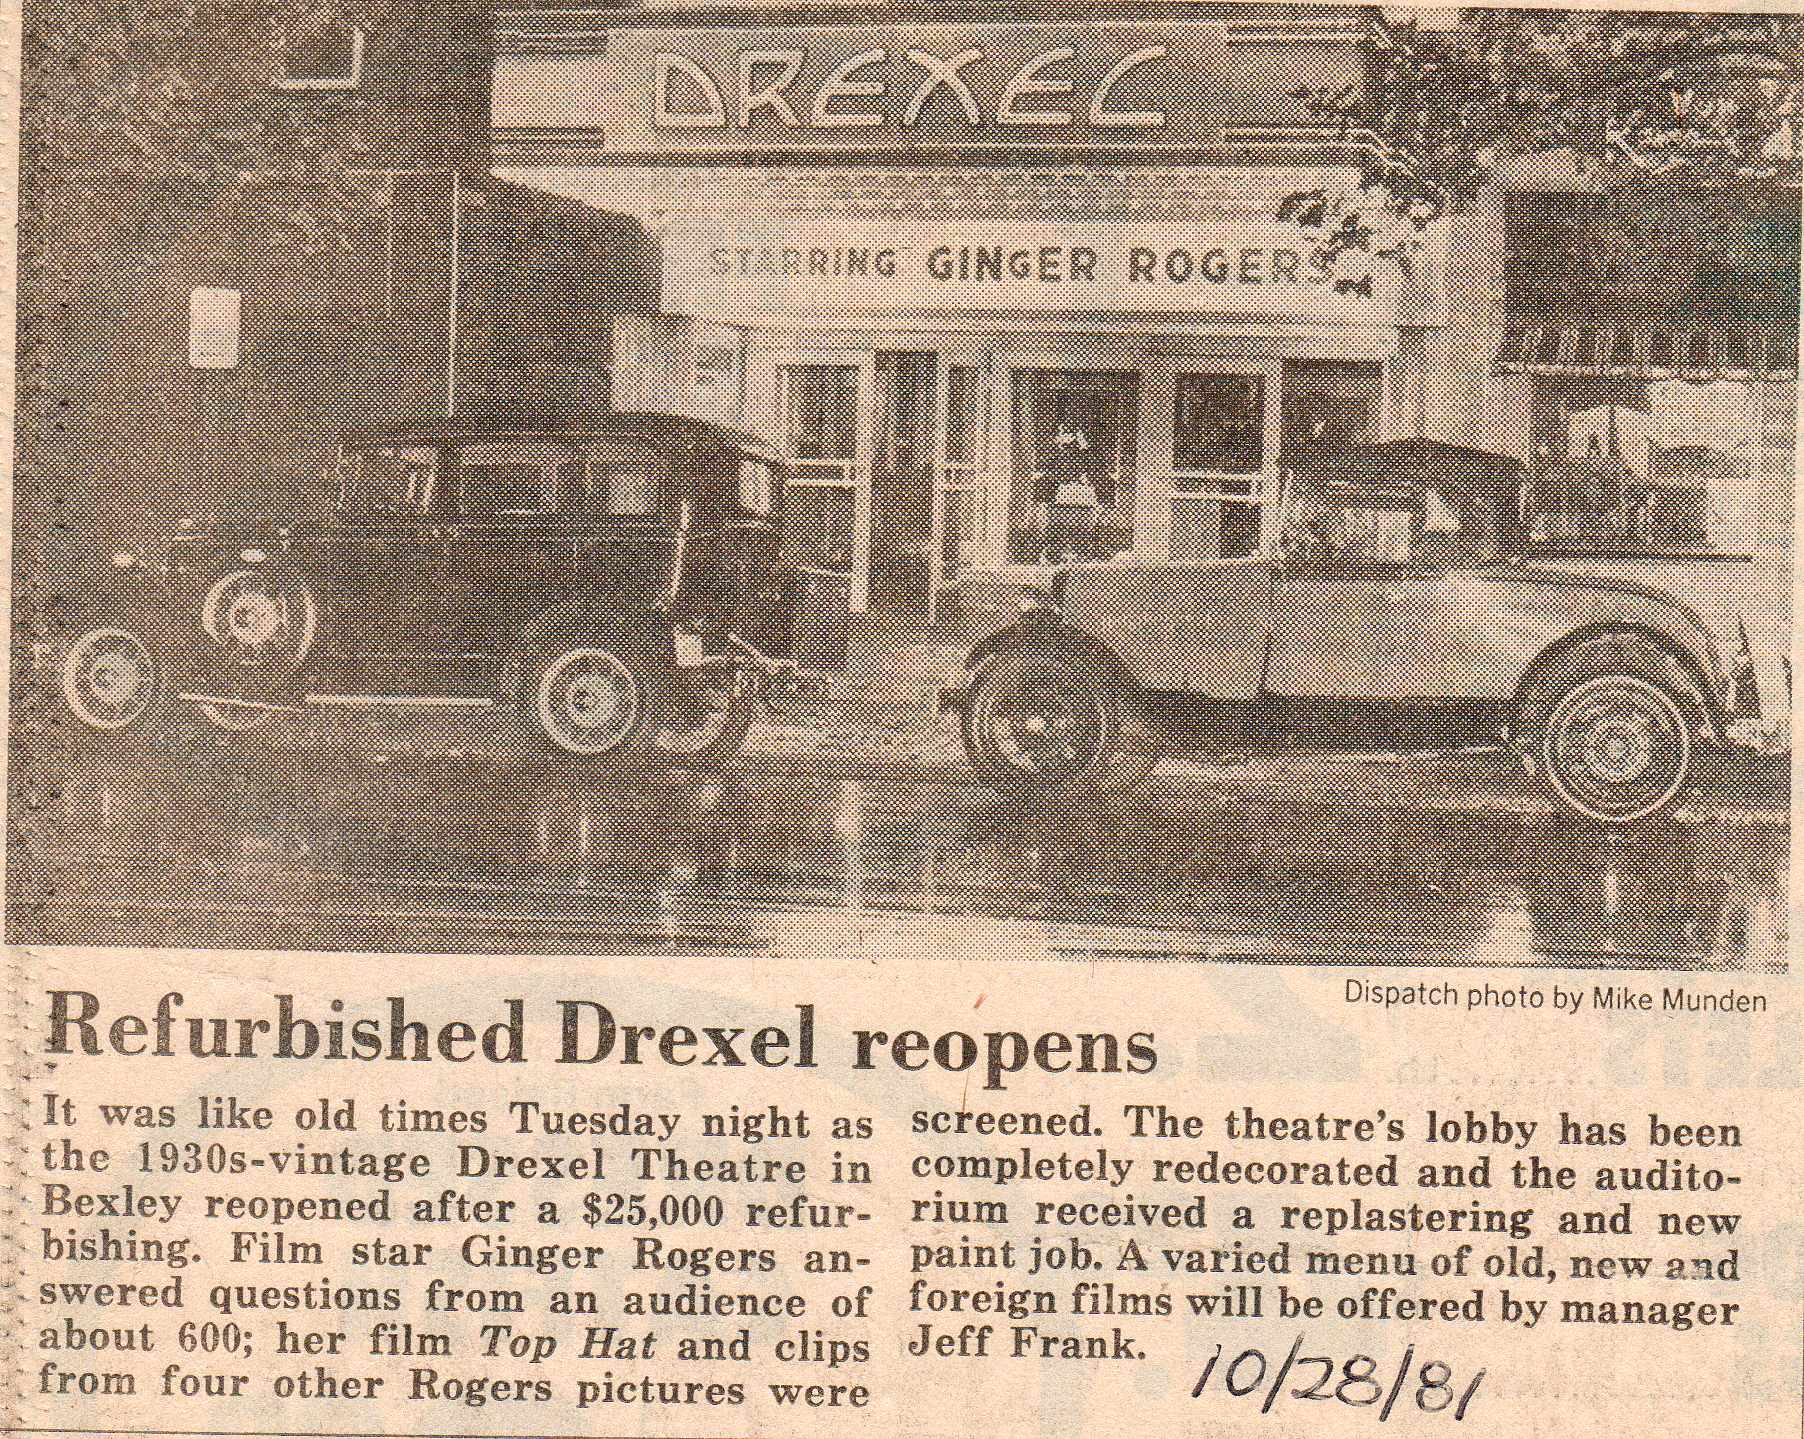 DREXEL
STARRING GINGER ROGERS
Dispatch photo by Mike Munden
Refurbished Drexel reopens
It was like old times Tuesday night as
the 1930s-vintage Drexel Theatre in
Bexley reopened after a $25,000 refur-
bishing. Film star Ginger Rogers an-
swered questions from an audience of
about 600; her film Top Hat and clips
from four other Rogers pictures were
screened. The theatre's lobby has been
completely redecorated and the audito-
rium received a replastering and new
paint job. A varied menu of old, new and
foreign films will be offered by manager
Jeff Frank.
10/28/81